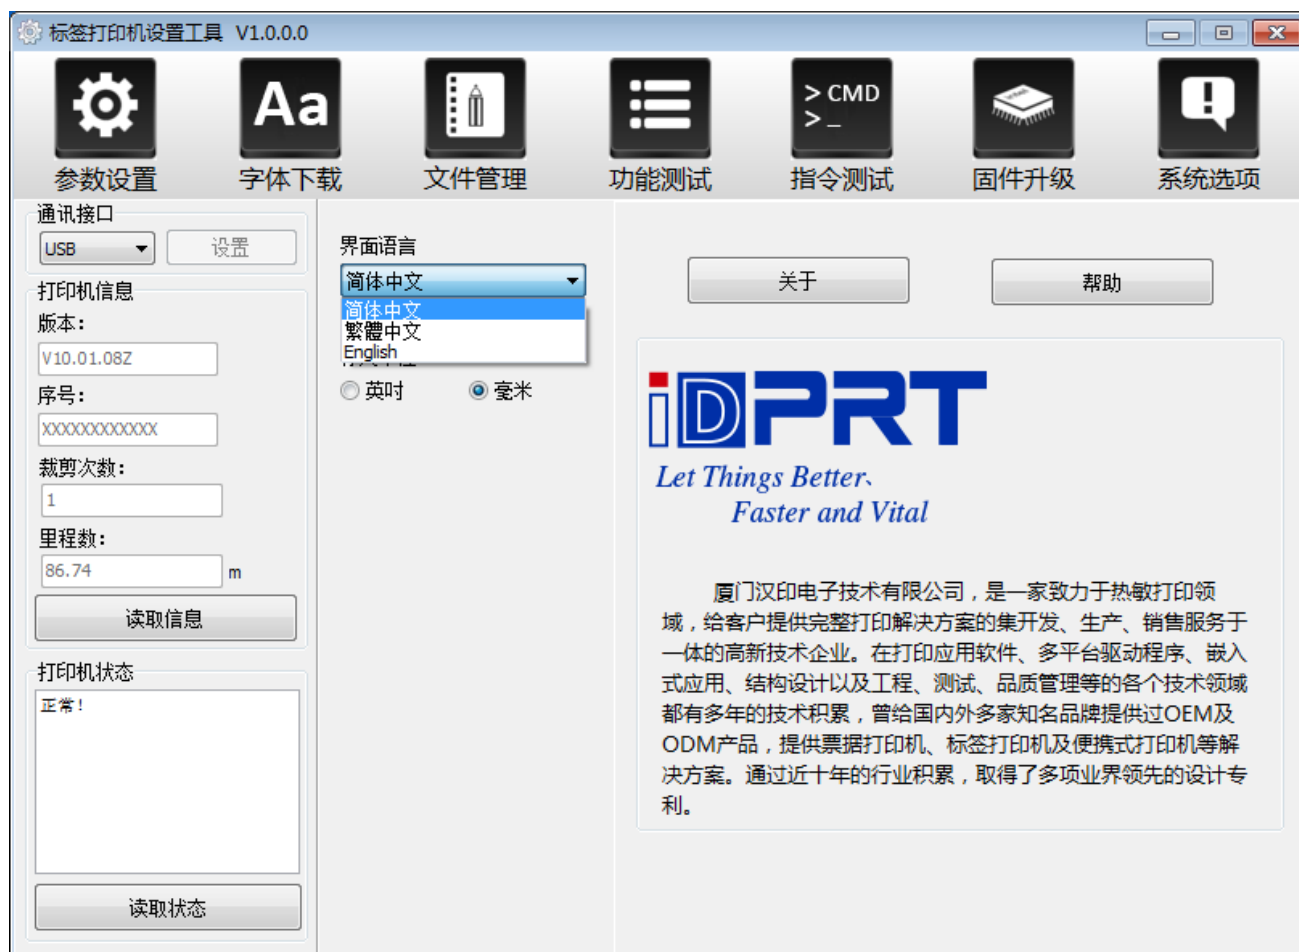 标签打印机设置工具 V1.0.0.0
Aa
> CMD
> _
参数设置
字体下载
文件管理
功能测试
指令测试
固件升级
系统选项
通讯接口
USB
设置
打印机信息
版本:
V10.01.08Z
序号:
XXXXXXXXXXXX
裁剪次数:
1
里程数:
86.74 m
读取信息
打印机状态
正常!
读取状态
界面语言
简体中文
简体中文
繁體中文
English
英吋
毫米
关于
帮助
iDPRT
Let Things Better、
Faster and Vital
厦门汉印电子技术有限公司，是一家致力于热敏打印领
域，给客户提供完整打印解决方案的集开发、生产、销售服务于
一体的高新技术企业。在打印应用软件、多平台驱动程序、嵌入
式应用、结构设计以及工程、测试、品质管理等的各个技术领域
都有多年的技术积累，曾给国内外多家知名品牌提供过OEM及
ODM产品，提供票据打印机、标签打印机及便携式打印机等解
决方案。通过近十年的行业积累，取得了多项业界领先的设计专
利。